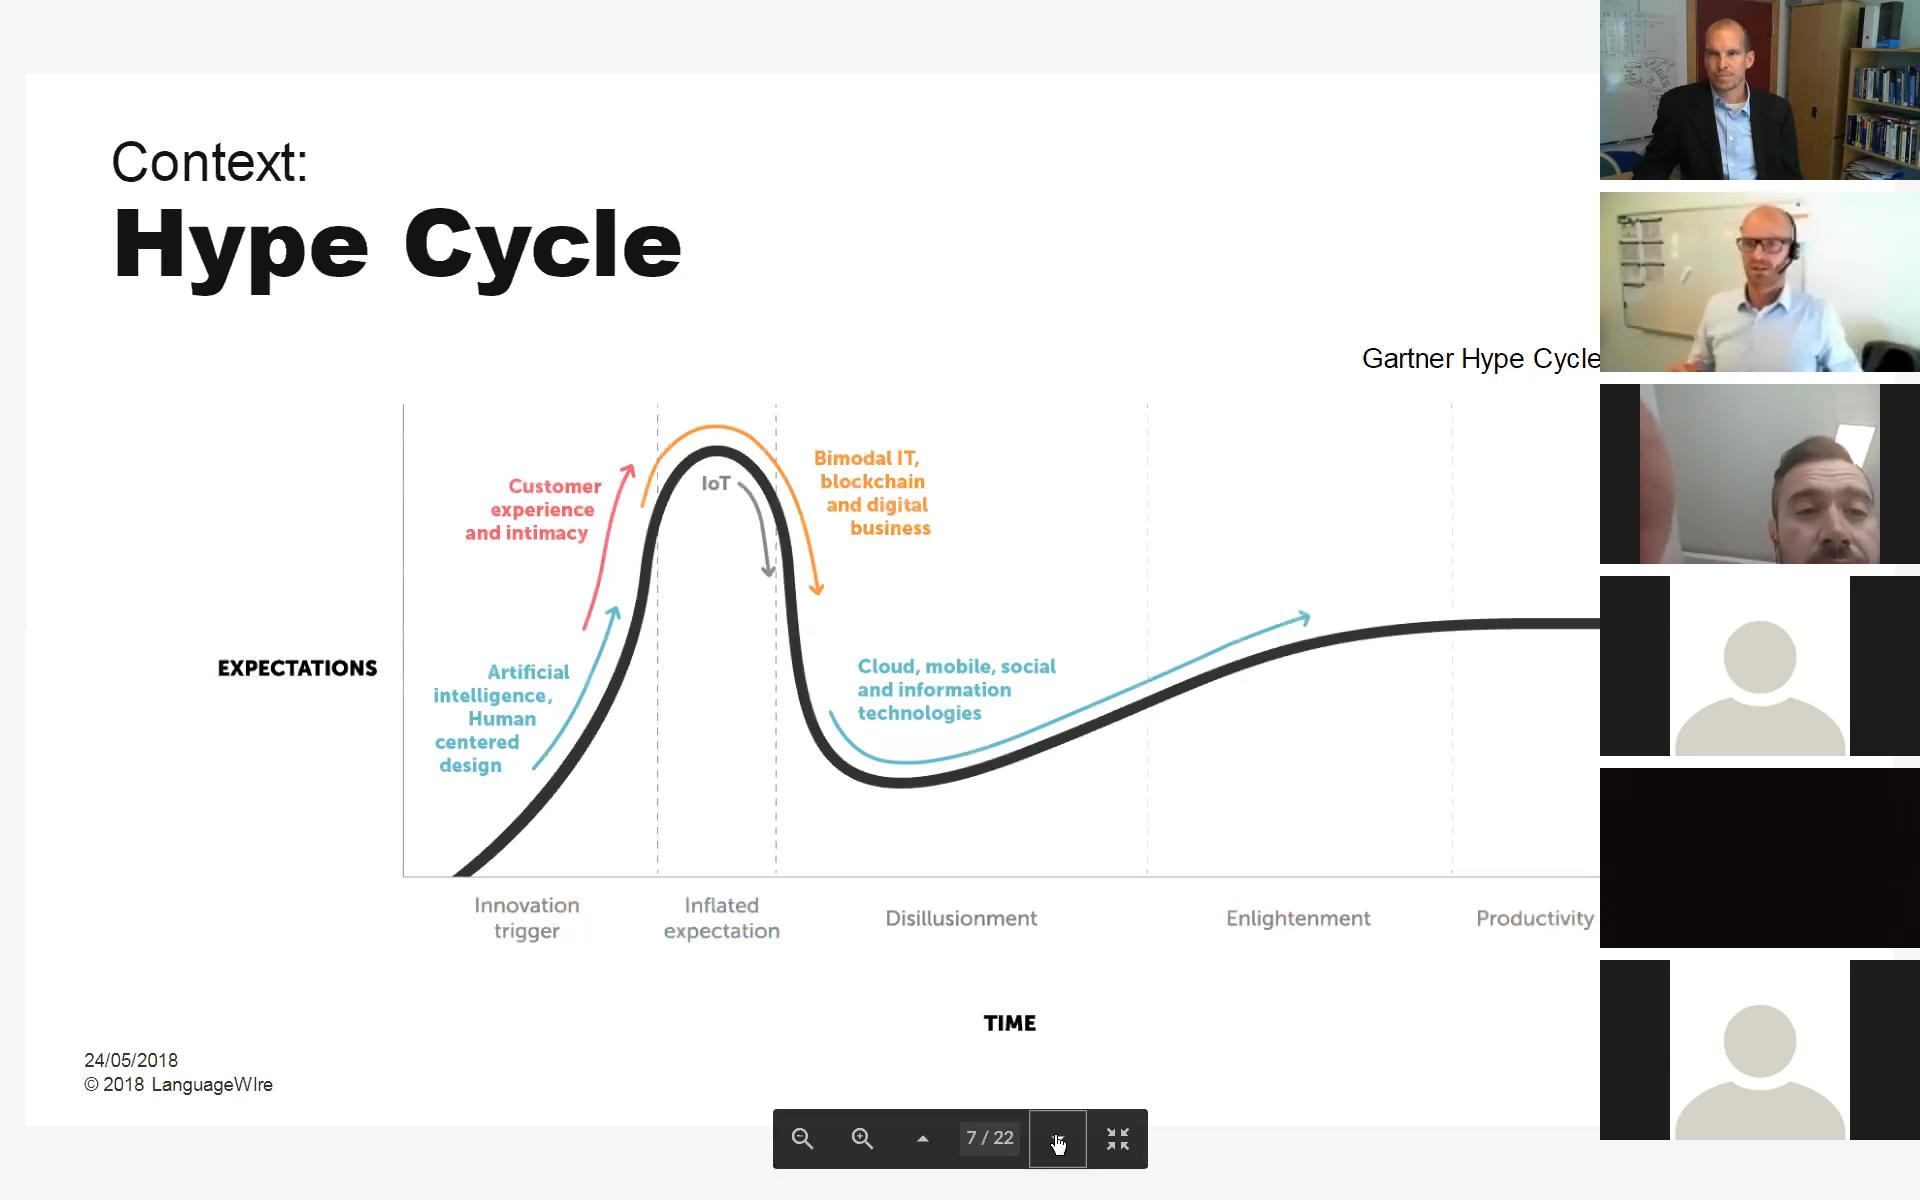 Context:
Hype Cycle
Gartner Hype Cycle
Customer
experience
and intimacy
IoT
Bimodal IT,
blockchain
and digital
business
EXPECTATIONS
Artificial
intelligence,
Human
centered
design
Cloud, mobile, social
and information
technologies
Innovation
trigger
Inflated
expectation
Disillusionment
Enlightenment
Productivity
TIME
24/05/2018
© 2018 LanguageWIre
7 / 22